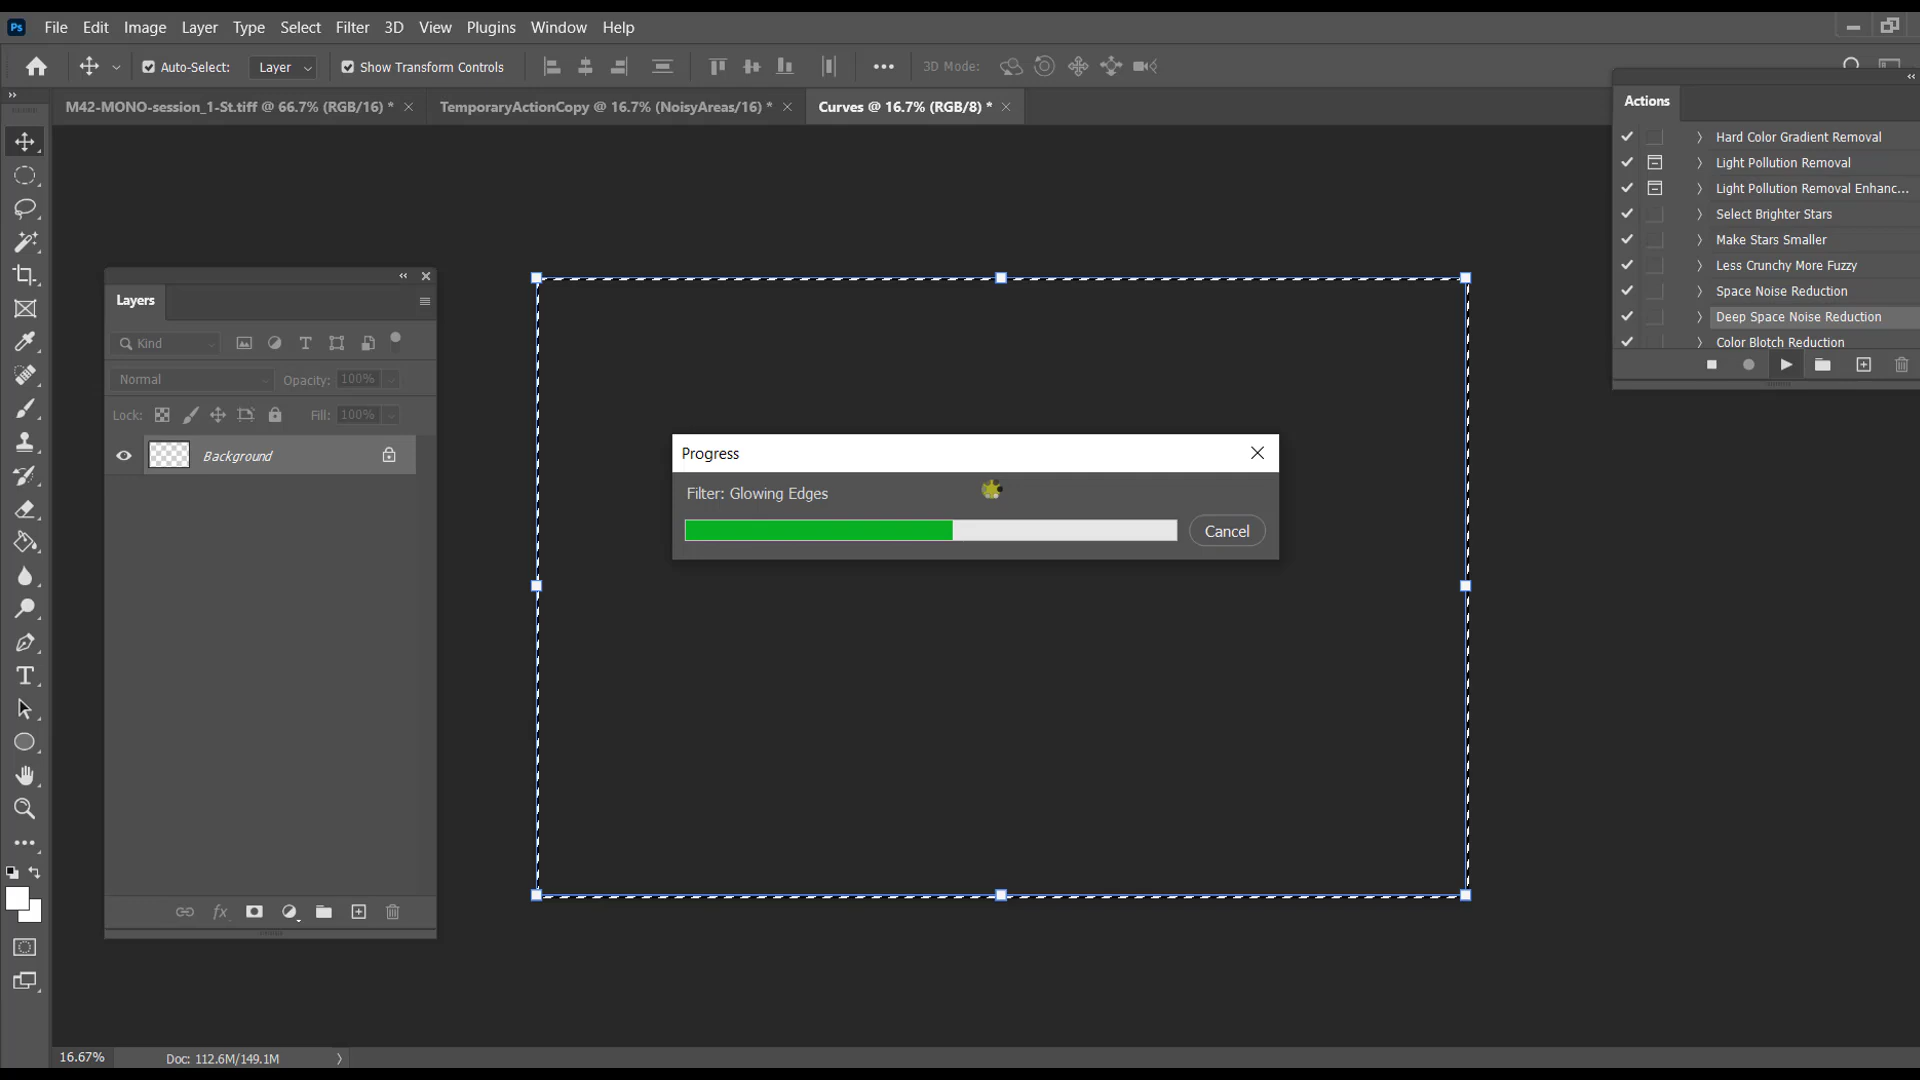 Ps File Edit Image Layer Type Select Filter 3D View Plugins Window Help
Auto-Select: Layer Show Transform Controls 3D Mode:
M42-MONO-session_1-St.tiff @ 66.7% (RGB/16) * TemporaryActionCopy @ 16.7% (NoisyAreas/16) * Curves @ 16.7% (RGB/8) *
Actions
Hard Color Gradient Removal
Light Pollution Removal
Light Pollution Removal Enhanc...
Select Brighter Stars
Make Stars Smaller
Less Crunchy More Fuzzy
Space Noise Reduction
Deep Space Noise Reduction
Color Blotch Reduction
Layers
Kind
Normal Opacity: 100%
Lock: Fill: 100%
Background
Progress
Filter: Glowing Edges
Cancel
16.67% Doc: 112.6M/149.1M